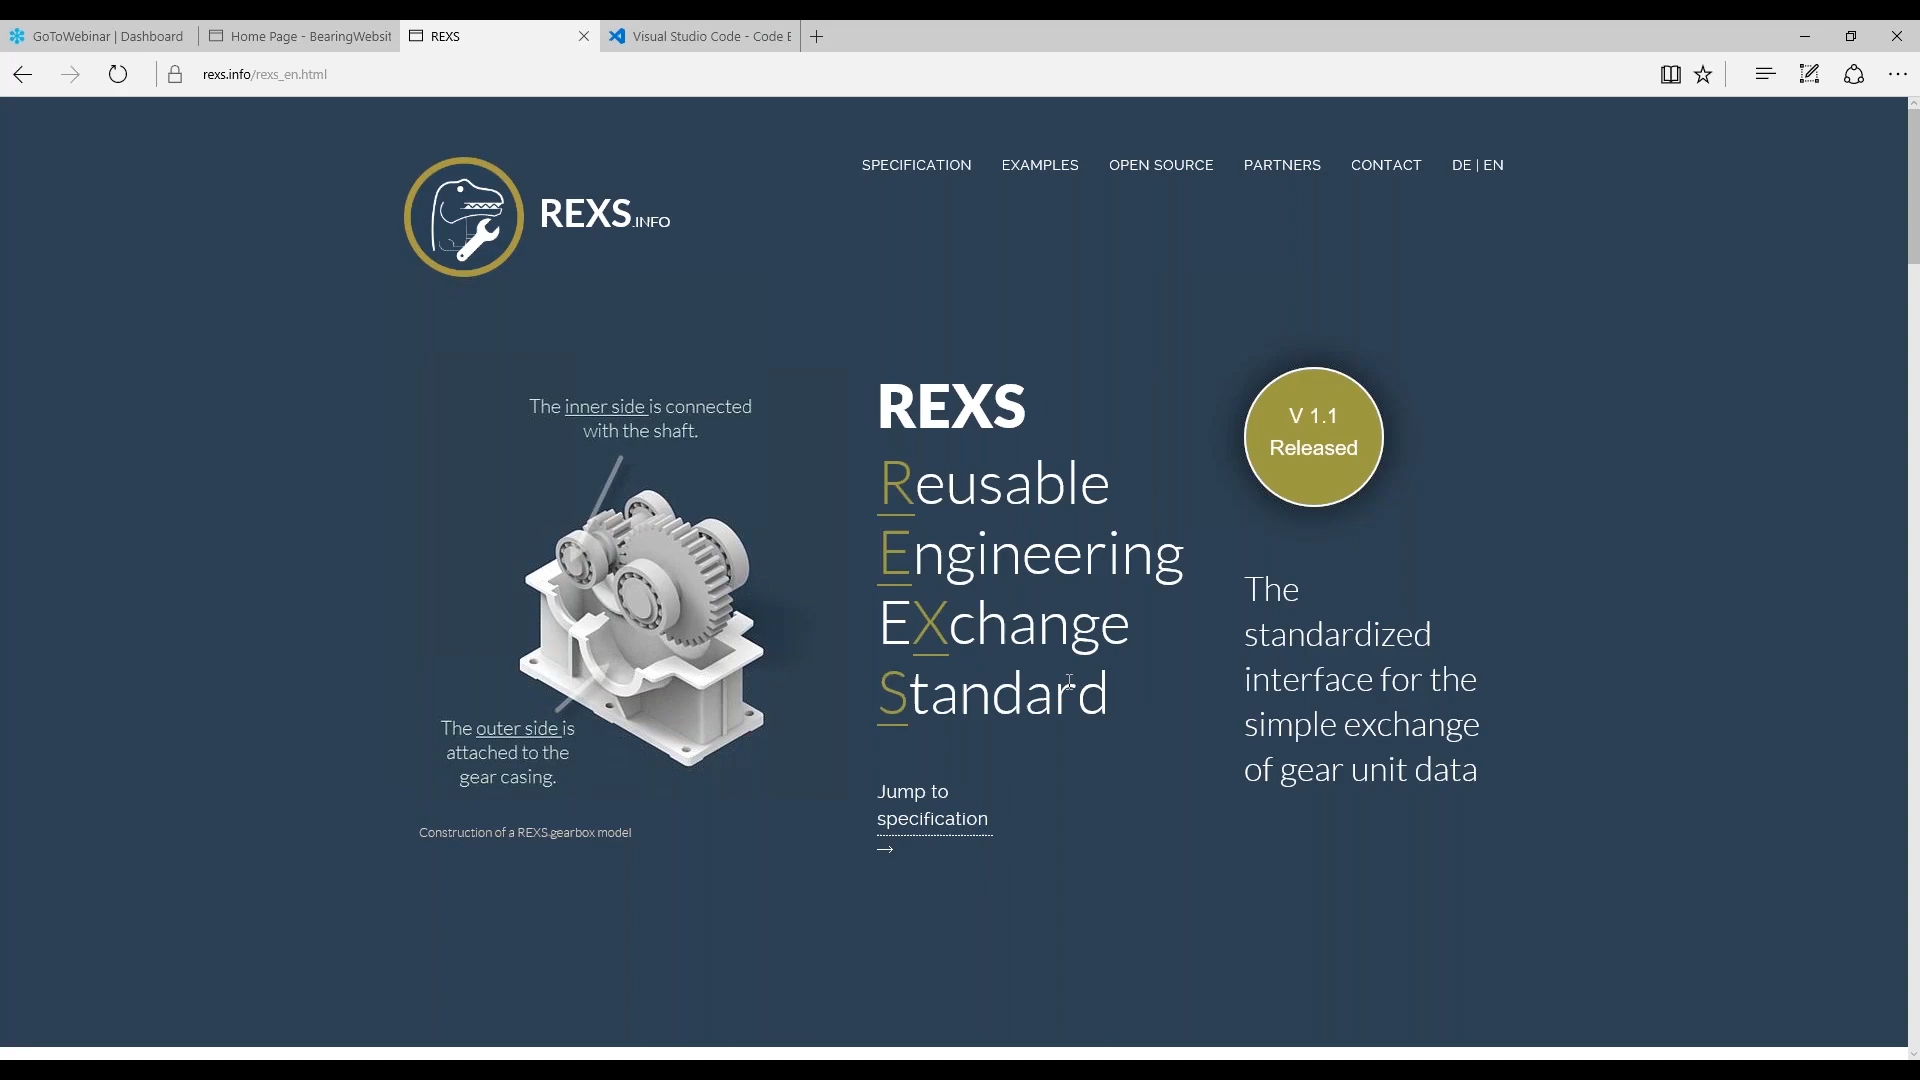 GoToWebinar | Dashboard
Home Page - BearingWebsit
REXS
Visual Studio Code - Code E
rexs.info/rexs_en.html
REXS.INFO
SPECIFICATION
EXAMPLES
OPEN SOURCE
PARTNERS
CONTACT
DE | EN
The inner side is connected
with the shaft.
The outer side is
attached to the
gear casing.
Construction of a REXS gearbox model
REXS
Reusable
Engineering
EXchange
Standard
Jump to
specification
→
V 1.1
Released
The
standardized
interface for the
simple exchange
of gear unit data